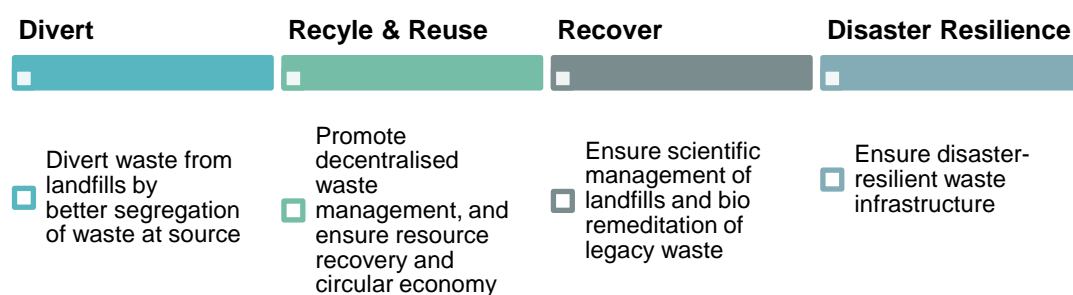 Divert
Recyle & Reuse
Recover
Disaster Resilience
Divert waste from
landfills by
better segregation
of waste at source
Promote
decentralised
waste
management, and
ensure resource
recovery and
circular economy
Ensure scientific
management of
landfills and bio
remeditation of
legacy waste
Ensure disaster-
resilient waste
infrastructure